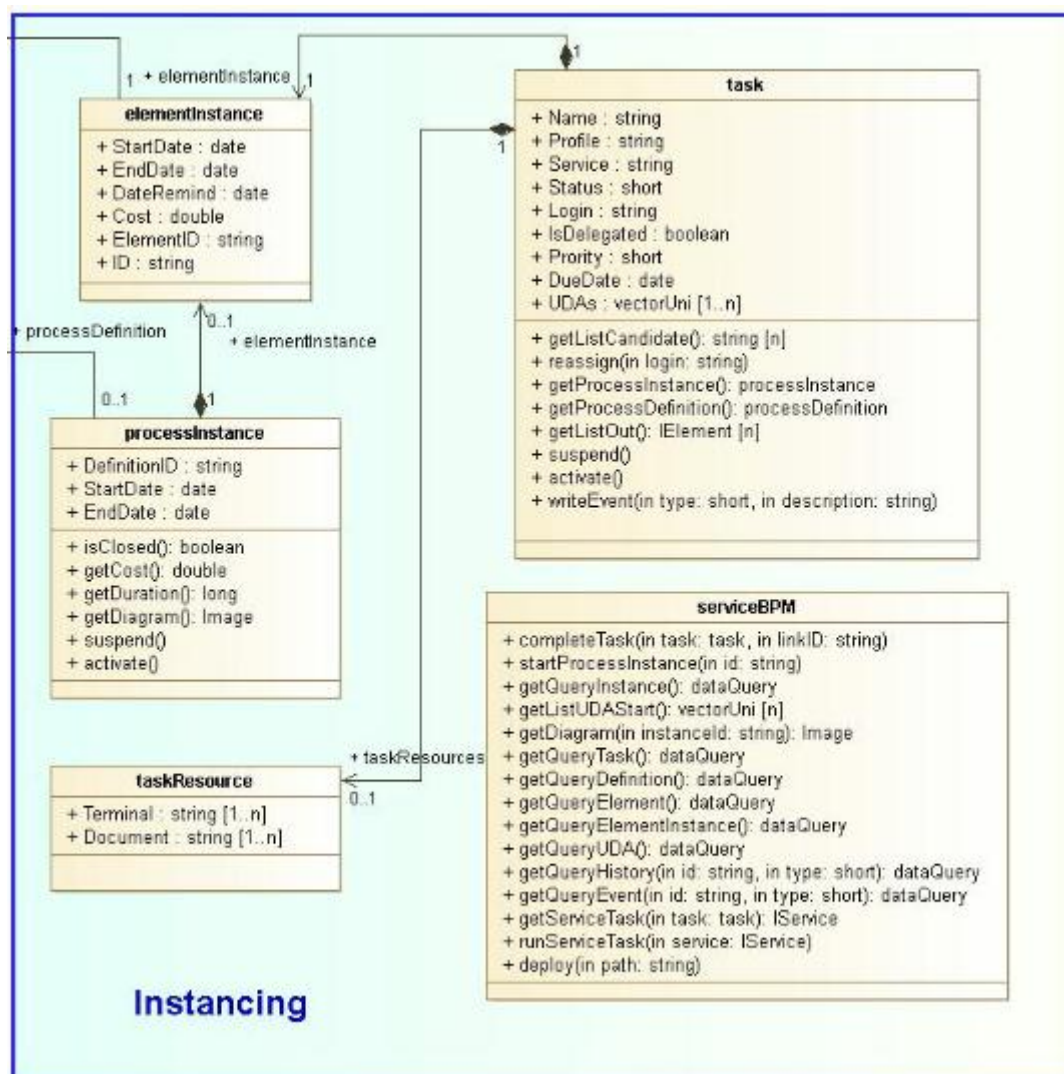 1
1
+ elementInstance
1
elementInstance
+ StartDate : date
+ EndDate : date
+ DateRemind : date
+ Cost : double
+ ElementID : string
+ ID : string
task
+ Name : string
+ Profile : string
+ Service : string
+ Status : short
+ Login : string
+ IsDelegated : boolean
+ Prority : short
+ DueDate : date
+ UDAs : vectorUni [1..n]
+ getListCandidate(): string [n]
+ reassign(in login: string)
+ getProcessInstance(): processInstance
+ getProcessDefinition(): processDefinition
+ getListOut(): IElement [n]
+ suspend()
+ activate()
+ writeEvent(in type: short, in description: string)
1
0..1
+ processDefinition
+ elementInstance
0..1
1
processInstance
+ DefinitionID : string
+ StartDate : date
+ EndDate : date
+ isClosed(): boolean
+ getCost(): double
+ getDuration(): long
+ getDiagram(): Image
+ suspend()
+ activate()
serviceBPM
+ completeTask(in task: task, in linkID: string)
+ startProcessInstance(in id: string)
+ getQueryInstance(): dataQuery
+ getListUDAStart(): vectorUni [n]
+ getDiagram(in instanceId: string): Image
+ getQueryTask(): dataQuery
+ getQueryDefinition(): dataQuery
+ getQueryElement(): dataQuery
+ getQueryElementInstance(): dataQuery
+ getQueryUDA(): dataQuery
+ getQueryHistory(in id: string, in type: short): dataQuery
+ getQueryEvent(in id: string, in type: short): dataQuery
+ getServiceTask(in task: task): IService
+ runServiceTask(in service: IService)
+ deploy(in path: string)
+ taskResources
0..1
taskResource
+ Terminal : string [1..n]
+ Document : string [1..n]
Instancing